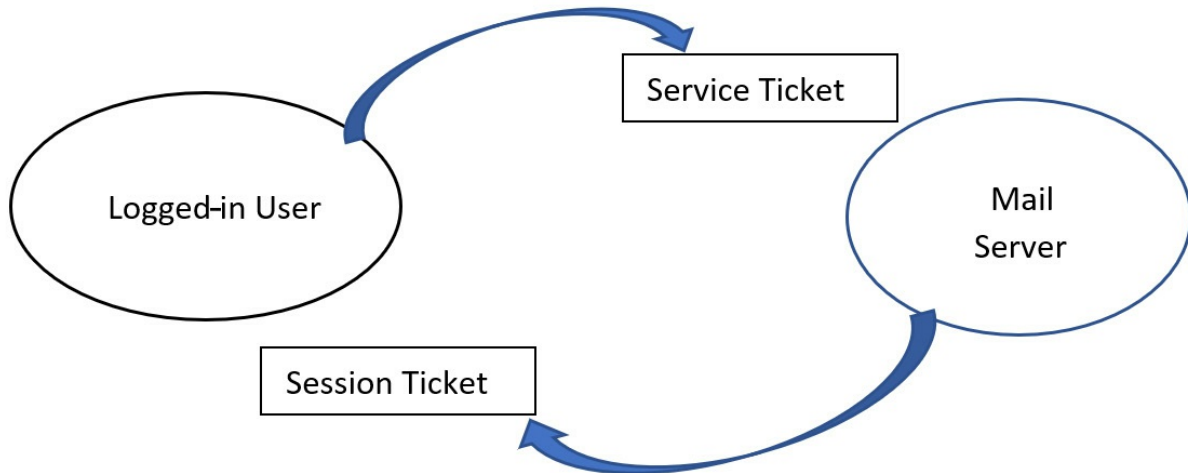 Service Ticket
Logged-in User
Mail
Server
Session Ticket